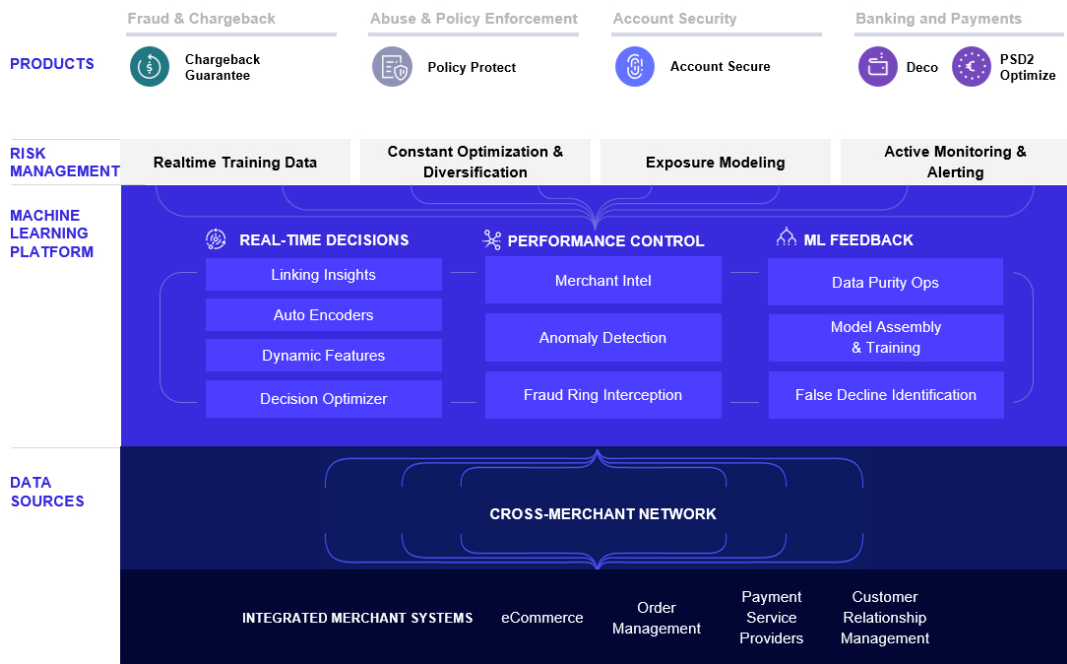 Fraud & Chargeback
Abuse & Policy Enforcement
Account Security
Banking and Payments
PRODUCTS
Chargeback
Guarantee
Policy Protect
Account Secure
Deco
PSD2
Optimize
RISK
MANAGEMENT
Realtime Training Data
Constant Optimization &
Diversification
Exposure Modeling
Active Monitoring &
Alerting
MACHINE
LEARNING
PLATFORM
REAL-TIME DECISIONS
Linking Insights
Auto Encoders
Dynamic Features
Decision Optimizer
PERFORMANCE CONTROL
Merchant Intel
Anomaly Detection
Fraud Ring Interception
ML FEEDBACK
Data Purity Ops
Model Assembly
& Training
False Decline Identification
DATA
SOURCES
CROSS-MERCHANT NETWORK
INTEGRATED MERCHANT SYSTEMS
eCommerce
Order
Management
Payment
Service
Providers
Customer
Relationship
Management